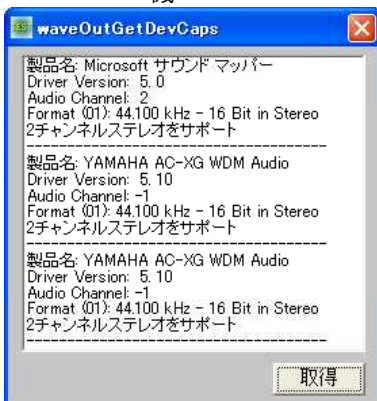 waveOutGetDevCaps
製品名: Microsoft サウンド マッパー
Driver Version: 5.0
Audio Channel: 2
Format (01): 44.100 kHz - 16 Bit in Stereo
2チャンネルステレオをサポート
----------------------------------------
製品名: YAMAHA AC-XG WDM Audio
Driver Version: 5.10
Audio Channel: -1
Format (01): 44.100 kHz - 16 Bit in Stereo
2チャンネルステレオをサポート
----------------------------------------
製品名: YAMAHA AC-XG WDM Audio
Driver Version: 5.10
Audio Channel: -1
Format (01): 44.100 kHz - 16 Bit in Stereo
2チャンネルステレオをサポート
----------------------------------------
取得